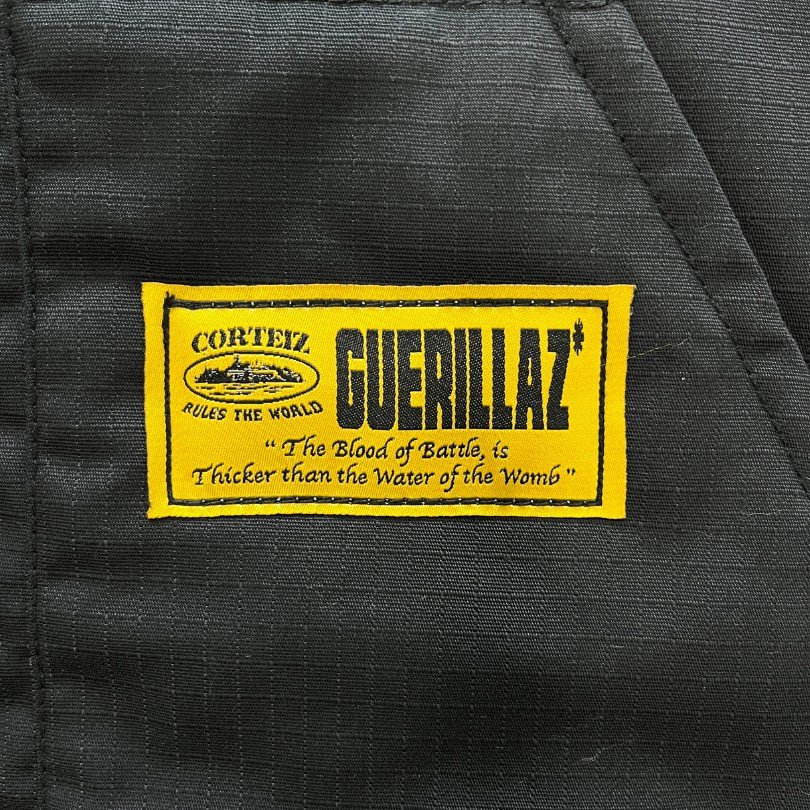 CORTEIZ
RULES THE WORLD
GUERILLAZ*
“ The Blood of Battle, is
Thicker than the Water of the Womb ”